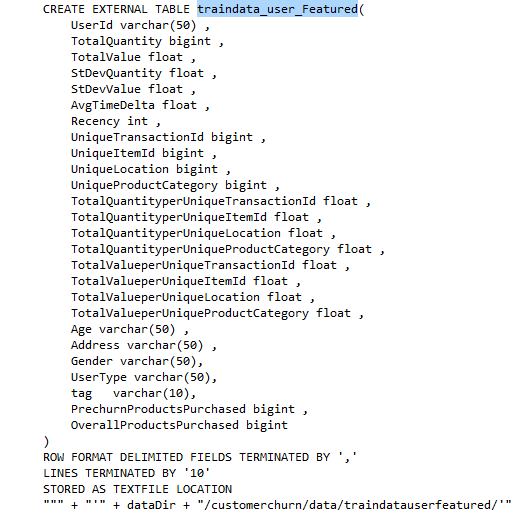 CREATE EXTERNAL TABLE traindata_user_Featured(
UserId varchar(50) ,
TotalQuantity bigint ,
TotalValue float ,
StDevQuantity float ,
StDevValue float ,
AvgTimeDelta float ,
Recency int ,
UniqueTransactionId bigint ,
UniqueItemId bigint ,
UniqueLocation bigint ,
UniqueProductCategory bigint ,
TotalQuantityperUniqueTransactionId float ,
TotalQuantityperUniqueItemId float ,
TotalQuantityperUniqueLocation float ,
TotalQuantityperUniqueProductCategory float ,
TotalValueperUniqueTransactionId float ,
TotalValueperUniqueItemId float ,
TotalValueperUniqueLocation float ,
TotalValueperUniqueProductCategory float ,
Age varchar(50) ,
Address varchar(50) ,
Gender varchar(50),
UserType varchar(50),
tag   varchar(10),
PrechurnProductsPurchased bigint ,
OverallProductsPurchased bigint
)
ROW FORMAT DELIMITED FIELDS TERMINATED BY ','
LINES TERMINATED BY '10'
STORED AS TEXTFILE LOCATION
""" + "'" + dataDir + "/customerchurn/data/traindatauserfeatured/'"